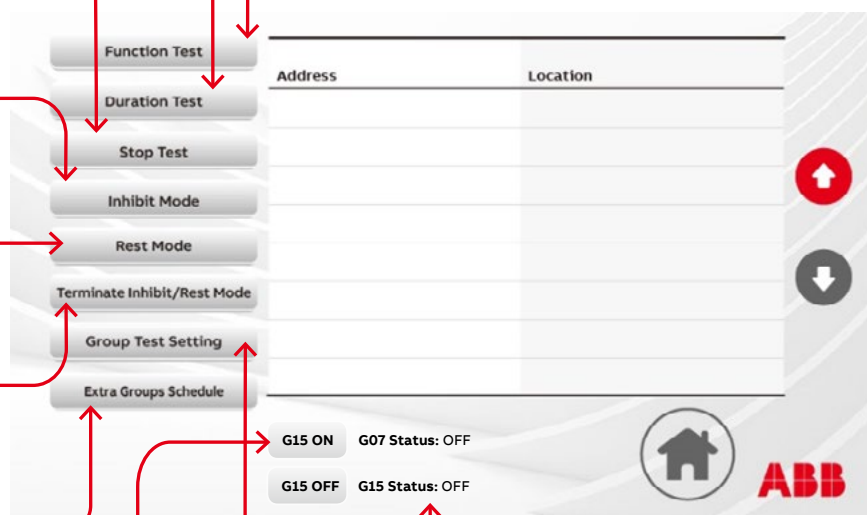 Function Test
Address Location
Duration Test
Stop Test
Inhibit Mode
Rest Mode
Terminate Inhibit/Rest Mode
Group Test Setting
Extra Groups Schedule
G15 ON G07 Status: OFF
G15 OFF G15 Status: OFF
ABB